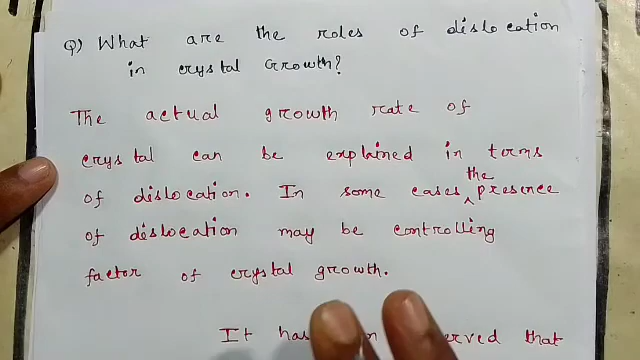 Q) What are the roles of dislocation
in crystal Growth?
The actual growth rate of
crystal can be explained in terms
of dislocation. In some cases, the presence
of dislocation may be controlling
factor of crystal growth.
It has that